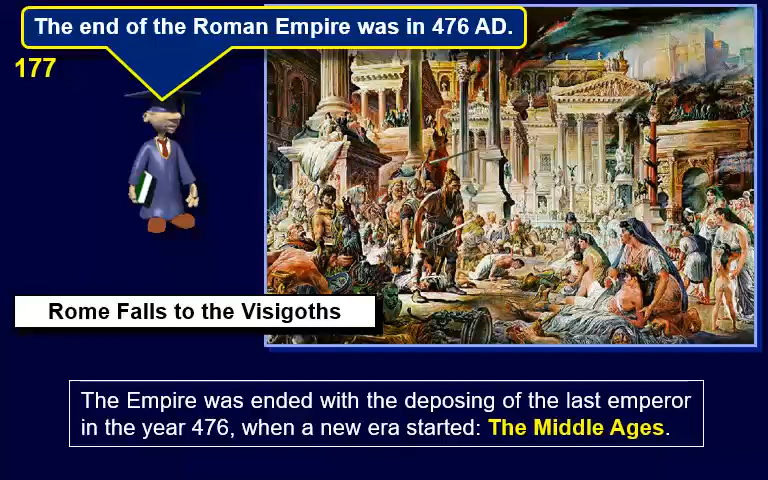 The end of the Roman Empire was in 476 AD.
177
Rome Falls to the Visigoths
The Empire was ended with the deposing of the last emperor
in the year 476, when a new era started: The Middle Ages.